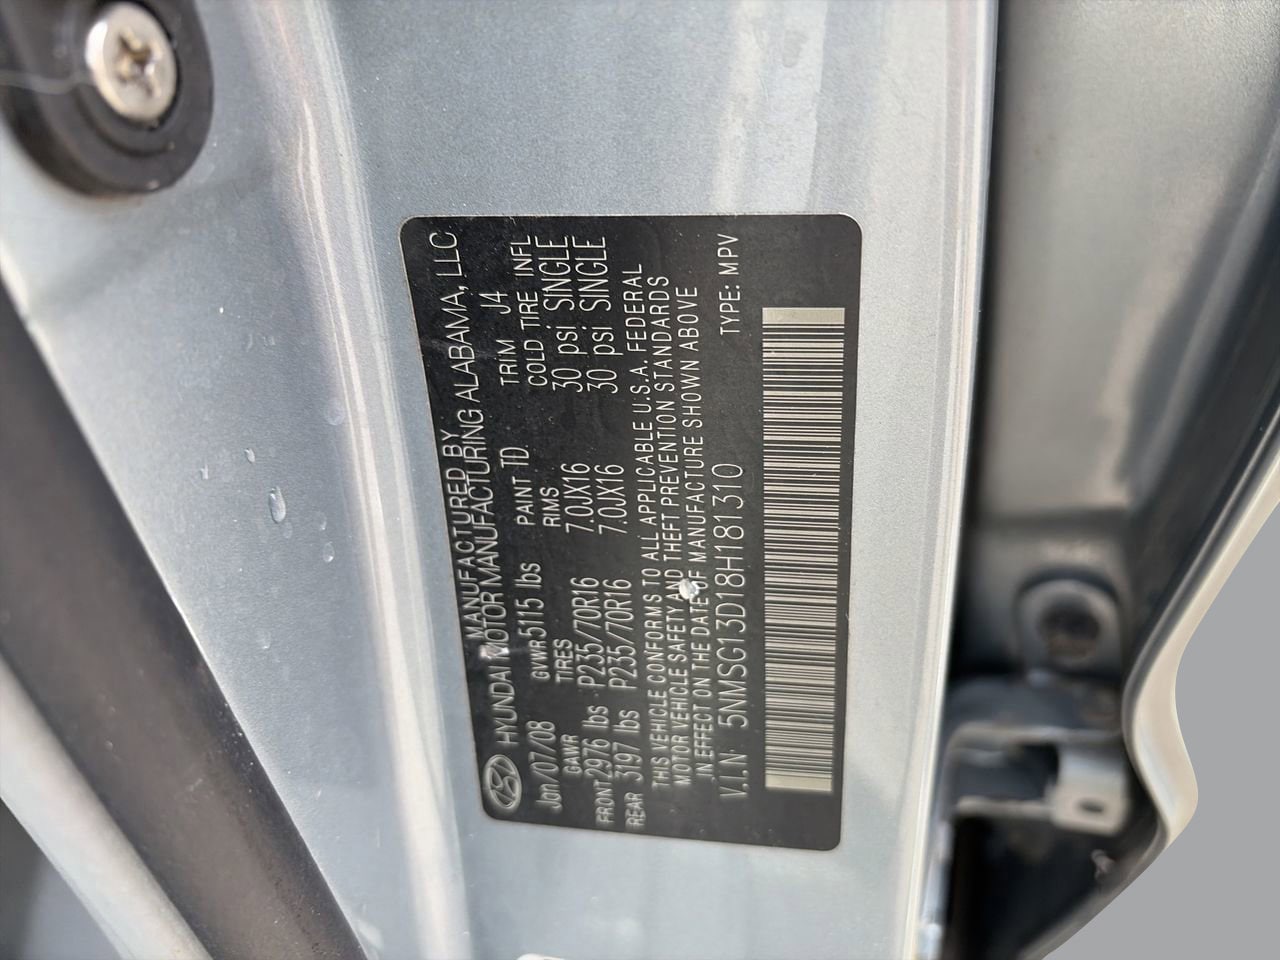 MANUFACTURED BY
HYUNDAI MOTOR MANUFACTURING ALABAMA, LLC
Jan/07/08 GVWR 5115 lbs PAINT TD TRIM J4
GAWR TIRES RIMS COLD TIRE INFL
FRONT 2976 lbs P235/70R16 7.0JX16 30 psi SINGLE
REAR 3197 lbs P235/70R16 7.0JX16 30 psi SINGLE
THIS VEHICLE CONFORMS TO ALL APPLICABLE U.S.A. FEDERAL
MOTOR VEHICLE SAFETY AND THEFT PREVENTION STANDARDS
IN EFFECT ON THE DATE OF MANUFACTURE SHOWN ABOVE
V.I.N 5NMSG13D18H181310 TYPE: MPV